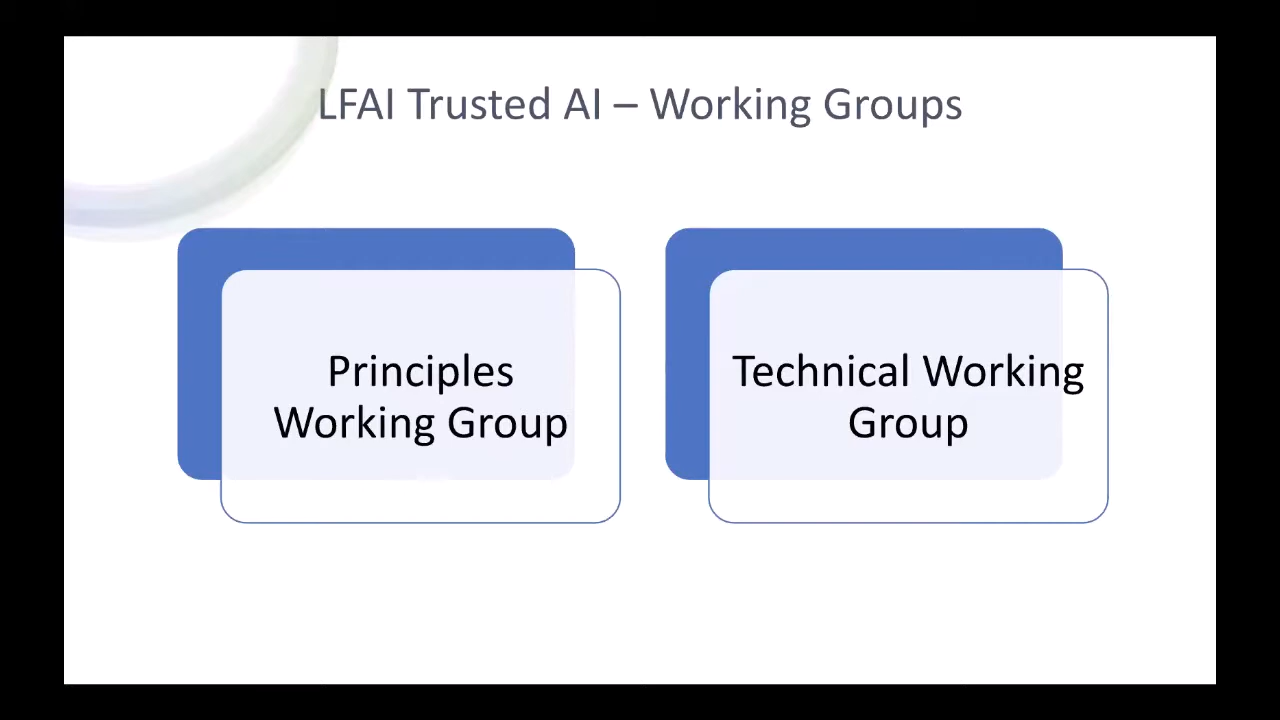 LFAI Trusted AI – Working Groups
Principles
Working Group
Technical Working
Group